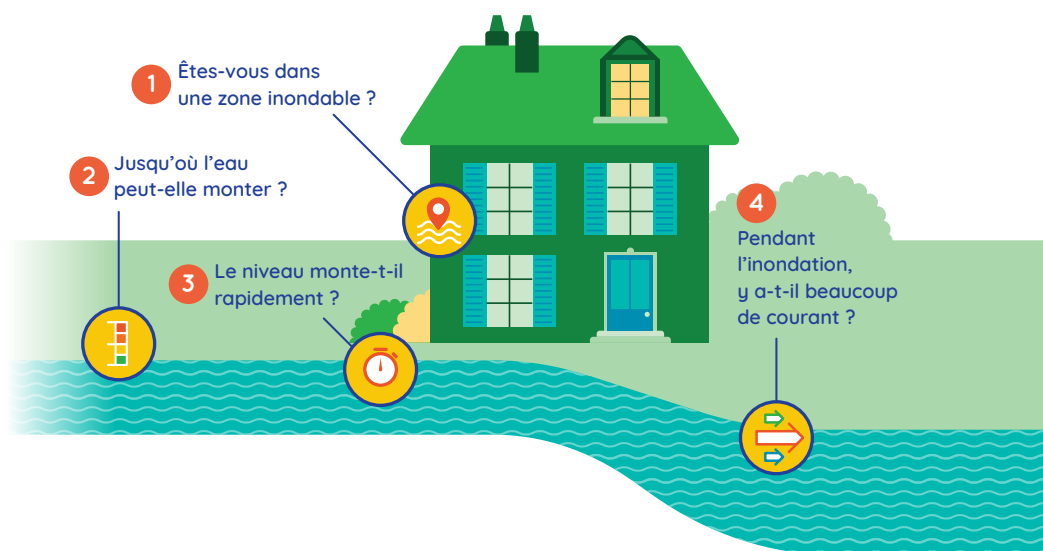 1
Êtes-vous dans
une zone inondable ?
2
Jusqu'où l'eau
peut-elle monter ?
3
Le niveau monte-t-il
rapidement ?
4
Pendant
l'inondation,
y a-t-il beaucoup
de courant ?